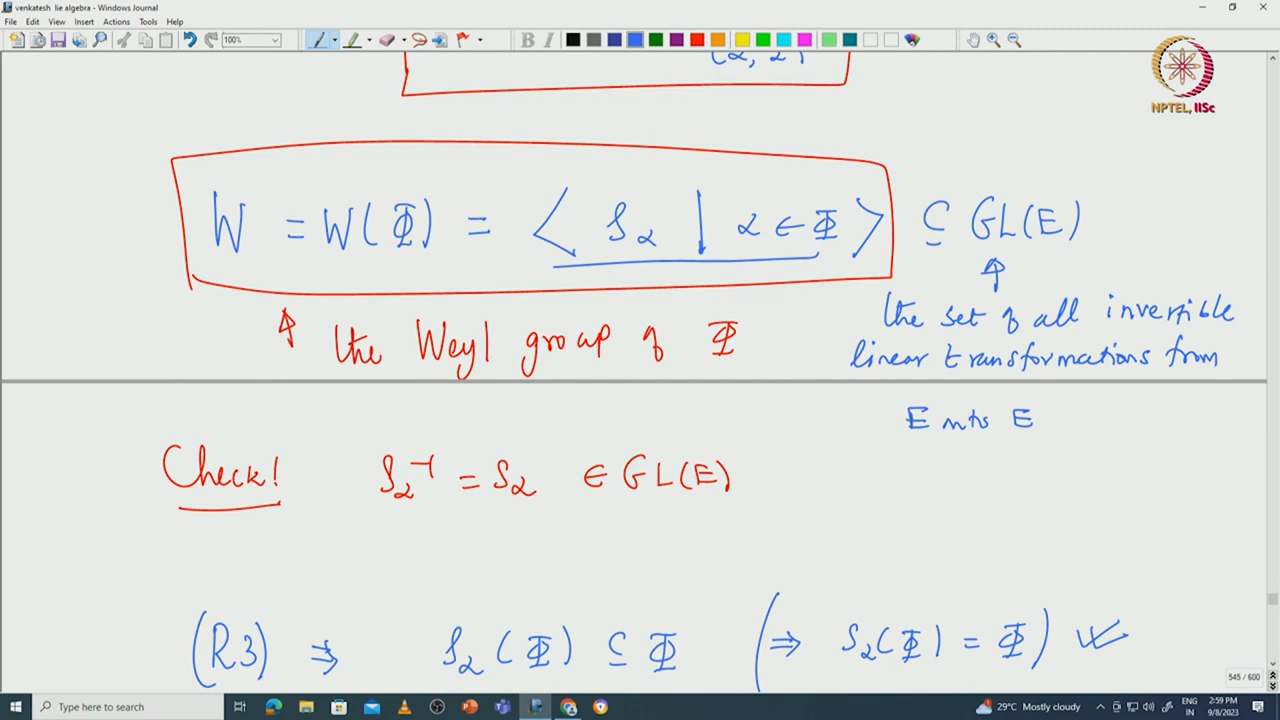 venkatesh lie algebra - Windows Journal
File Edit View Insert Actions Tools Help
100%
B I
(α, α)
NPTEL, IISc
W = W(Φ) = < s_α | α ∈ Φ > ⊆ GL(E)
the set of all invertible
linear transformations from
E into E
the Weyl group of Φ
Check! s_α^{-1} = s_α ∈ GL(E)
(R3) ⇒ s_α(Φ) ⊆ Φ (⇒ s_α(Φ) = Φ)
545 / 600
Type here to search
29°C Mostly cloudy
ENG
IN
2:59 PM
9/8/2023